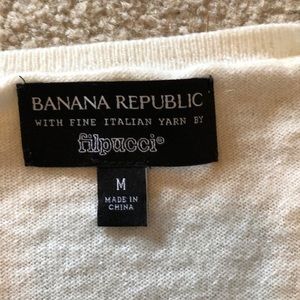 BANANA REPUBLIC
WITH FINE ITALIAN YARN BY
filpucci®
M
MADE IN
CHINA